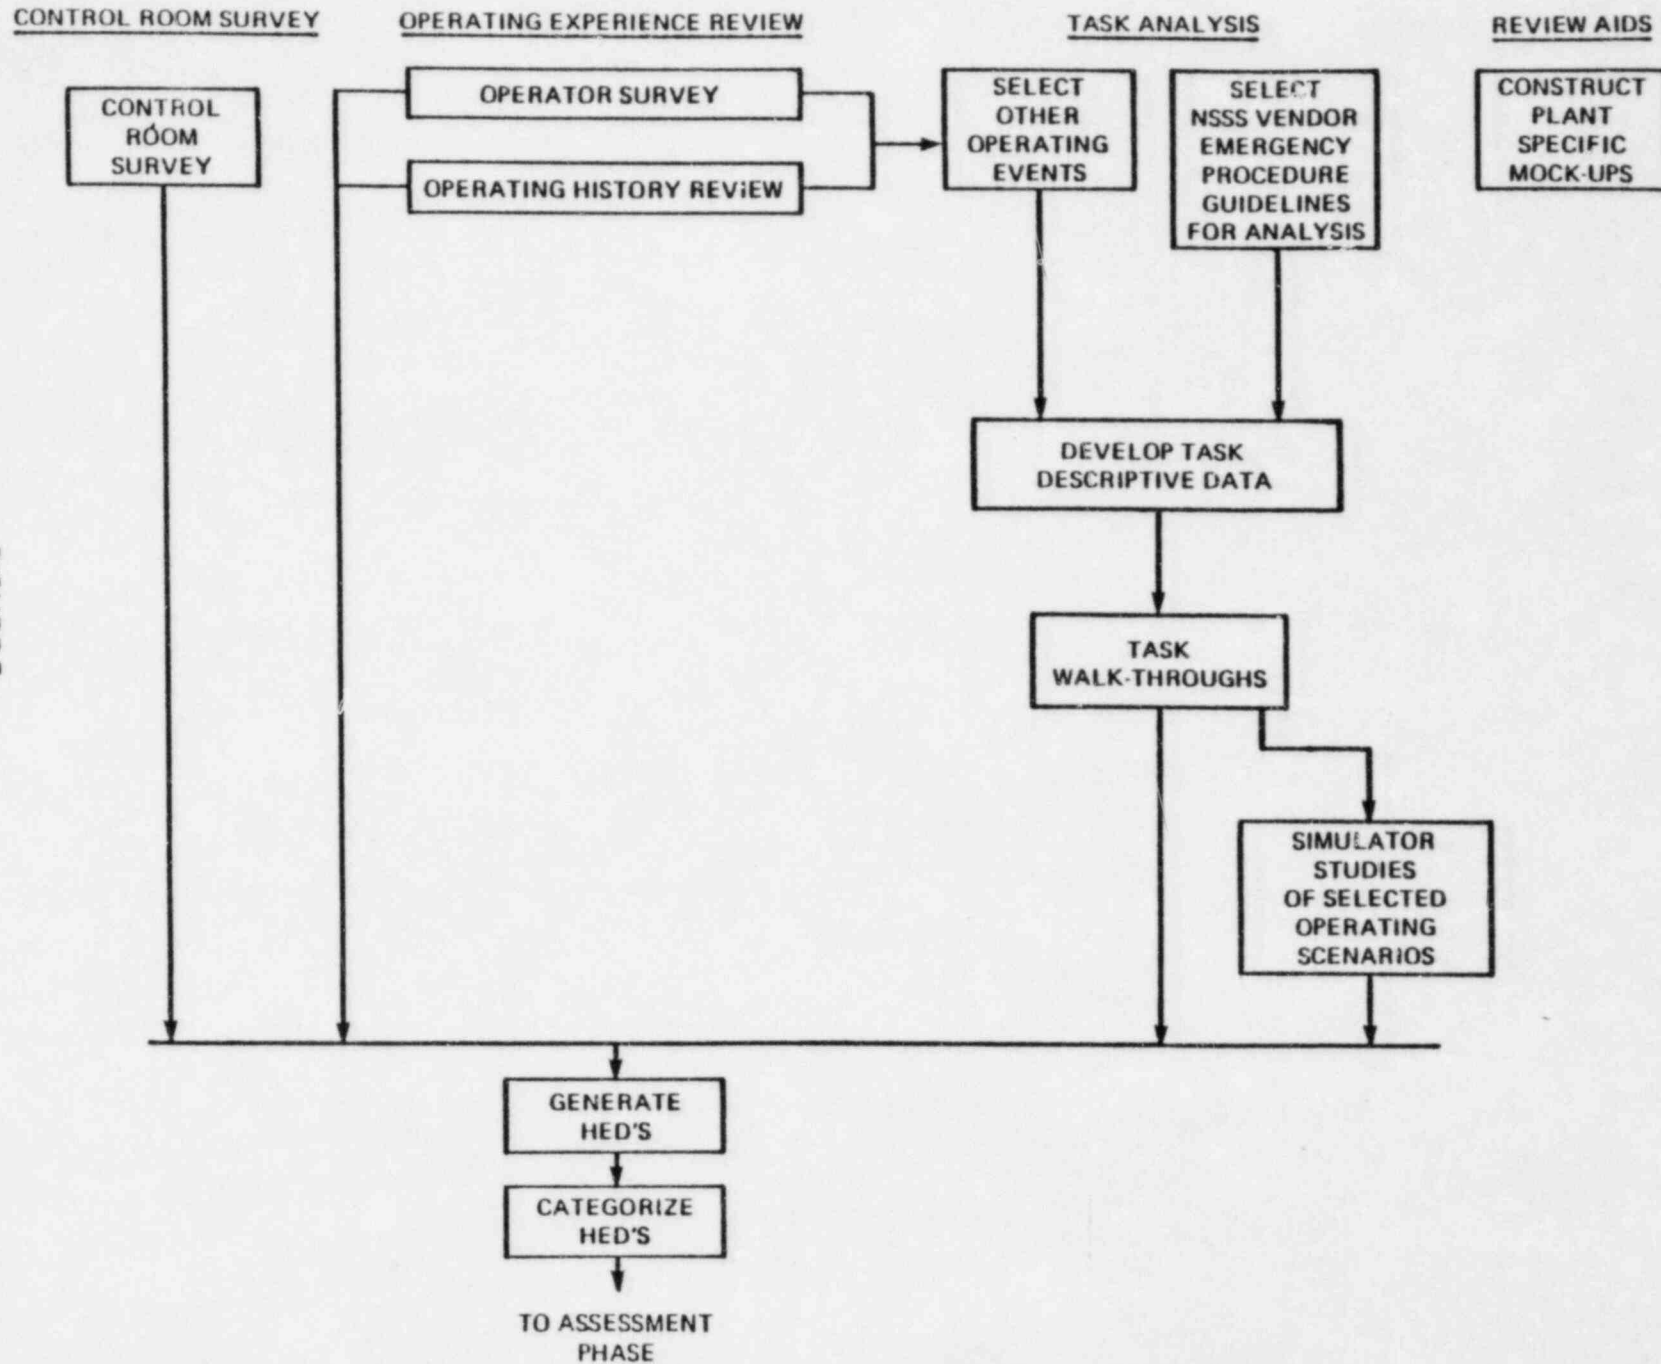 CONTROL ROOM SURVEY
OPERATING EXPERIENCE REVIEW
TASK ANALYSIS
REVIEW AIDS
CONTROL
ROOM
SURVEY
OPERATOR SURVEY
OPERATING HISTORY REVIEW
SELECT
OTHER
OPERATING
EVENTS
SELECT
NSSS VENDOR
EMERGENCY
PROCEDURE
GUIDELINES
FOR ANALYSIS
CONSTRUCT
PLANT
SPECIFIC
MOCK-UPS
DEVELOP TASK
DESCRIPTIVE DATA
TASK
WALK-THROUGHS
SIMULATOR
STUDIES
OF SELECTED
OPERATING
SCENARIOS
GENERATE
HED'S
CATEGORIZE
HED'S
TO ASSESSMENT
PHASE